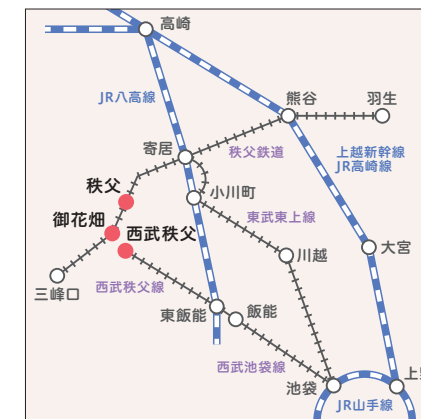 高崎
JR八高線
熊谷
羽生
寄居
秩父鉄道
上越新幹線
JR高崎線
秩父
小川町
御花畑
西武秩父
東武東上線
川越
大宮
三峰口
西武秩父線
東飯能
飯能
西武池袋線
池袋
JR山手線